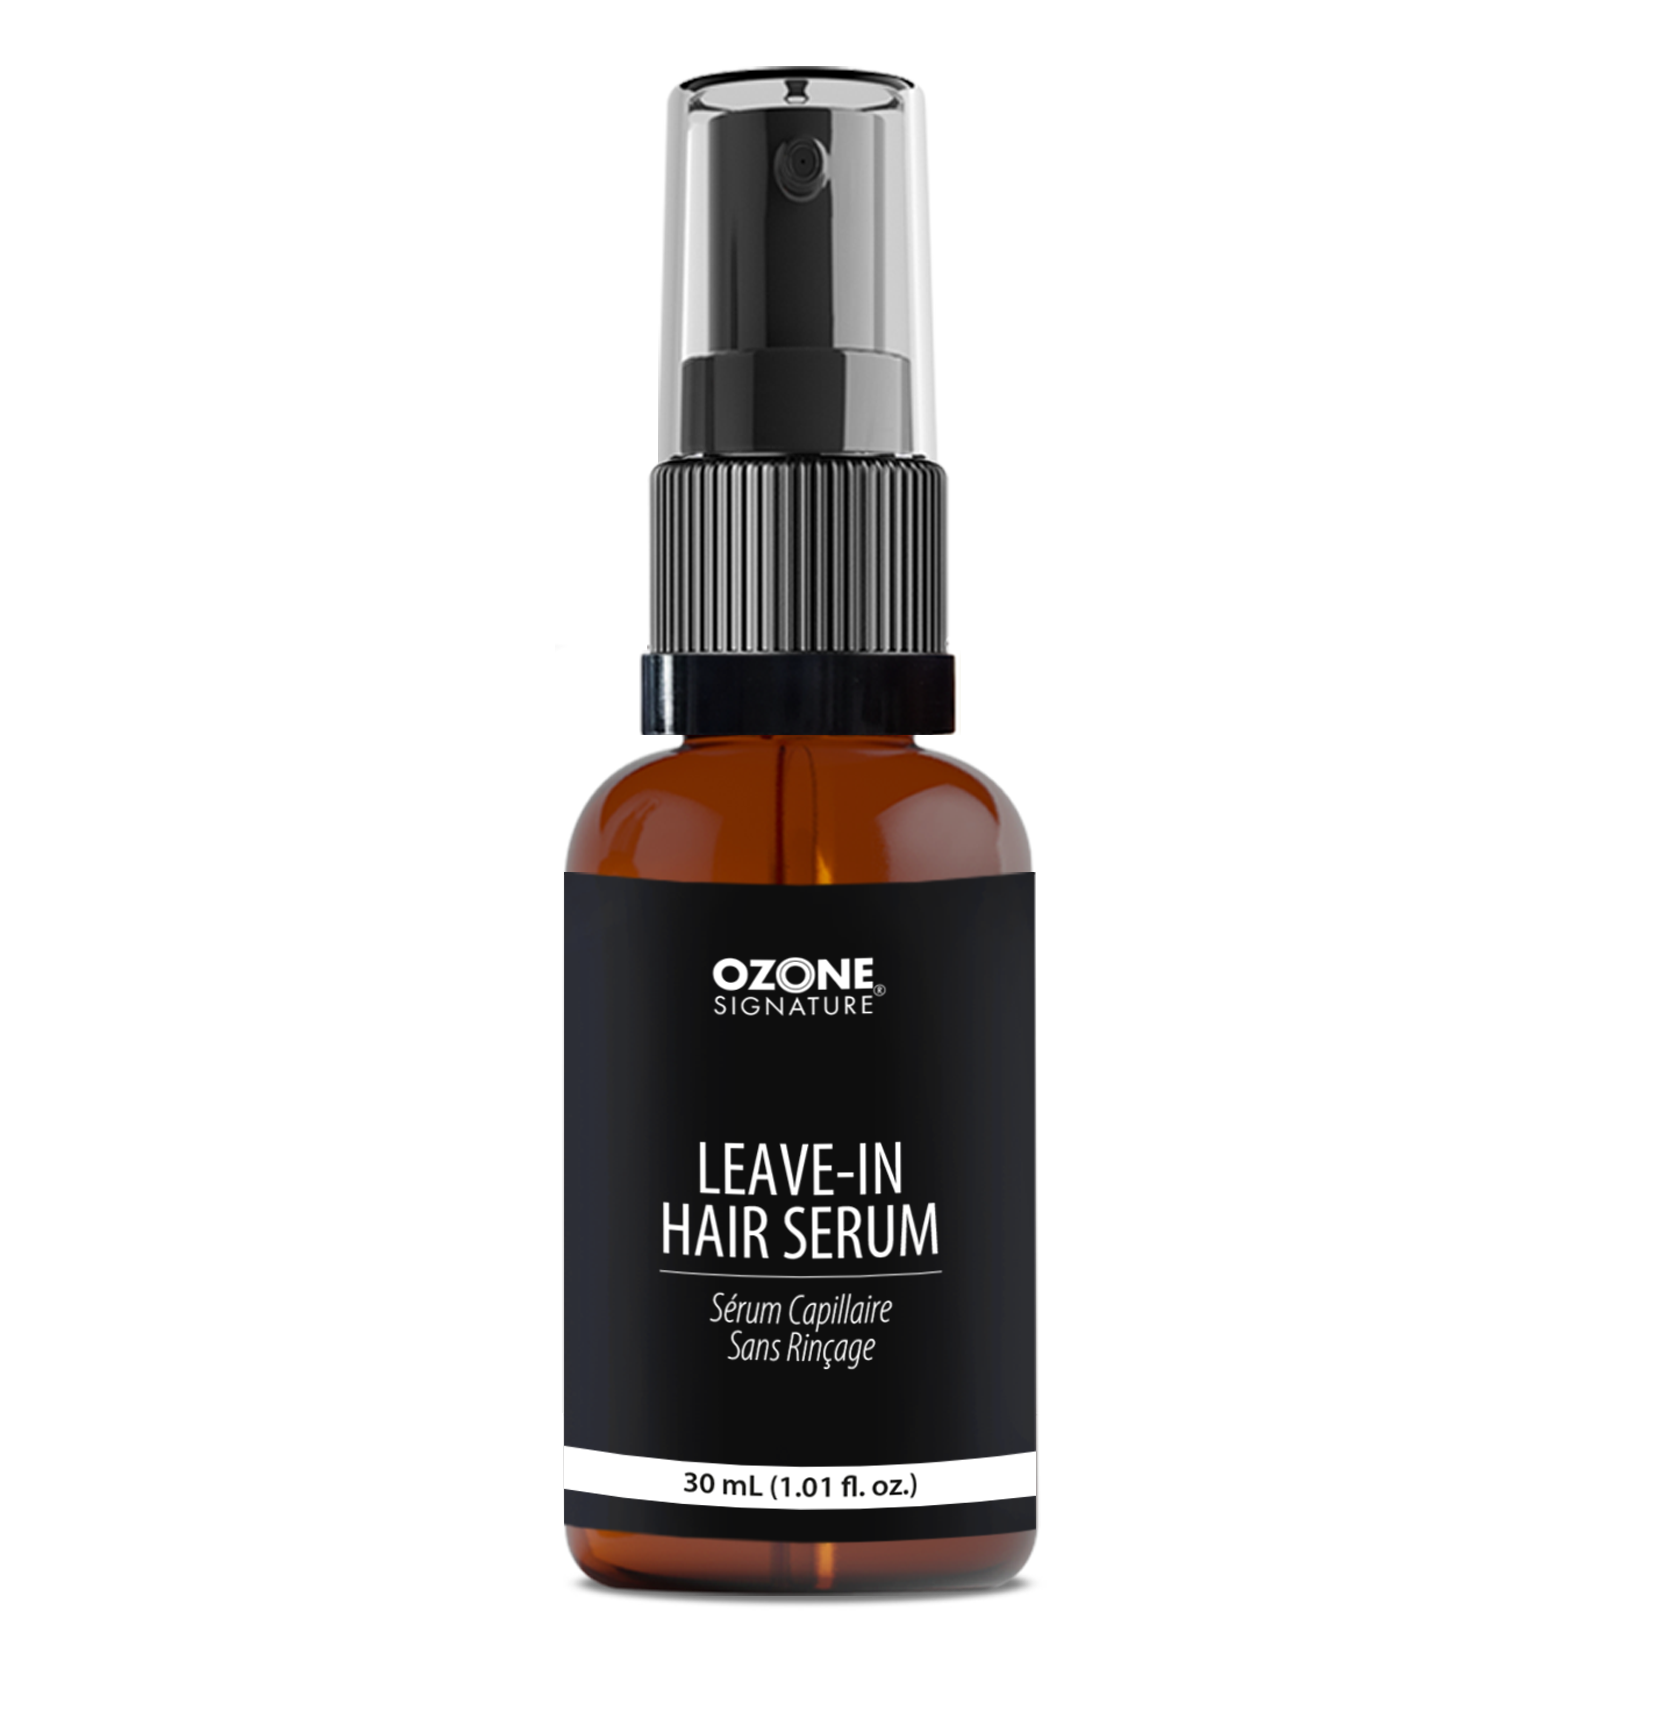 OZONE®
SIGNATURE
LEAVE-IN
HAIR SERUM
Sérum Capillaire
Sans Rinçage
30 mL (1.01 fl. oz.)